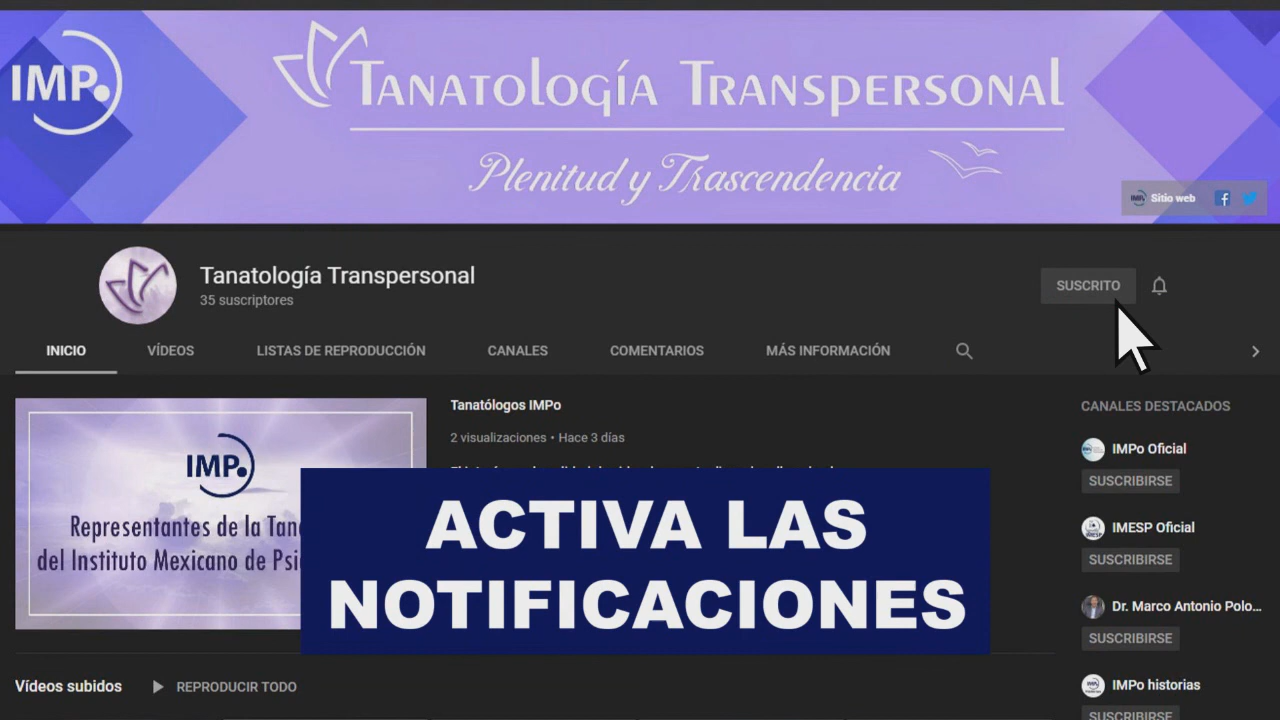 IMP.
TANATOlOgÍA TRANSPERSONAl
Plenitud y Trascendencia
Sitio web
Tanatología Transpersonal
35 suscriptores
SUSCRITO
INICIO
VÍDEOS
LISTAS DE REPRODUCCIÓN
CANALES
COMENTARIOS
MÁS INFORMACIÓN
Tanatólogos IMPo
2 visualizaciones • Hace 3 días
IMP.
Representantes de la
del Instituto Mexicano de
ACTIVA LAS
NOTIFICACIONES
CANALES DESTACADOS
IMPo Oficial
SUSCRIBIRSE
IMESP Oficial
SUSCRIBIRSE
Dr. Marco Antonio Polo...
SUSCRIBIRSE
IMPo historias
SUSCRIBIRSE
Vídeos subidos
REPRODUCIR TODO